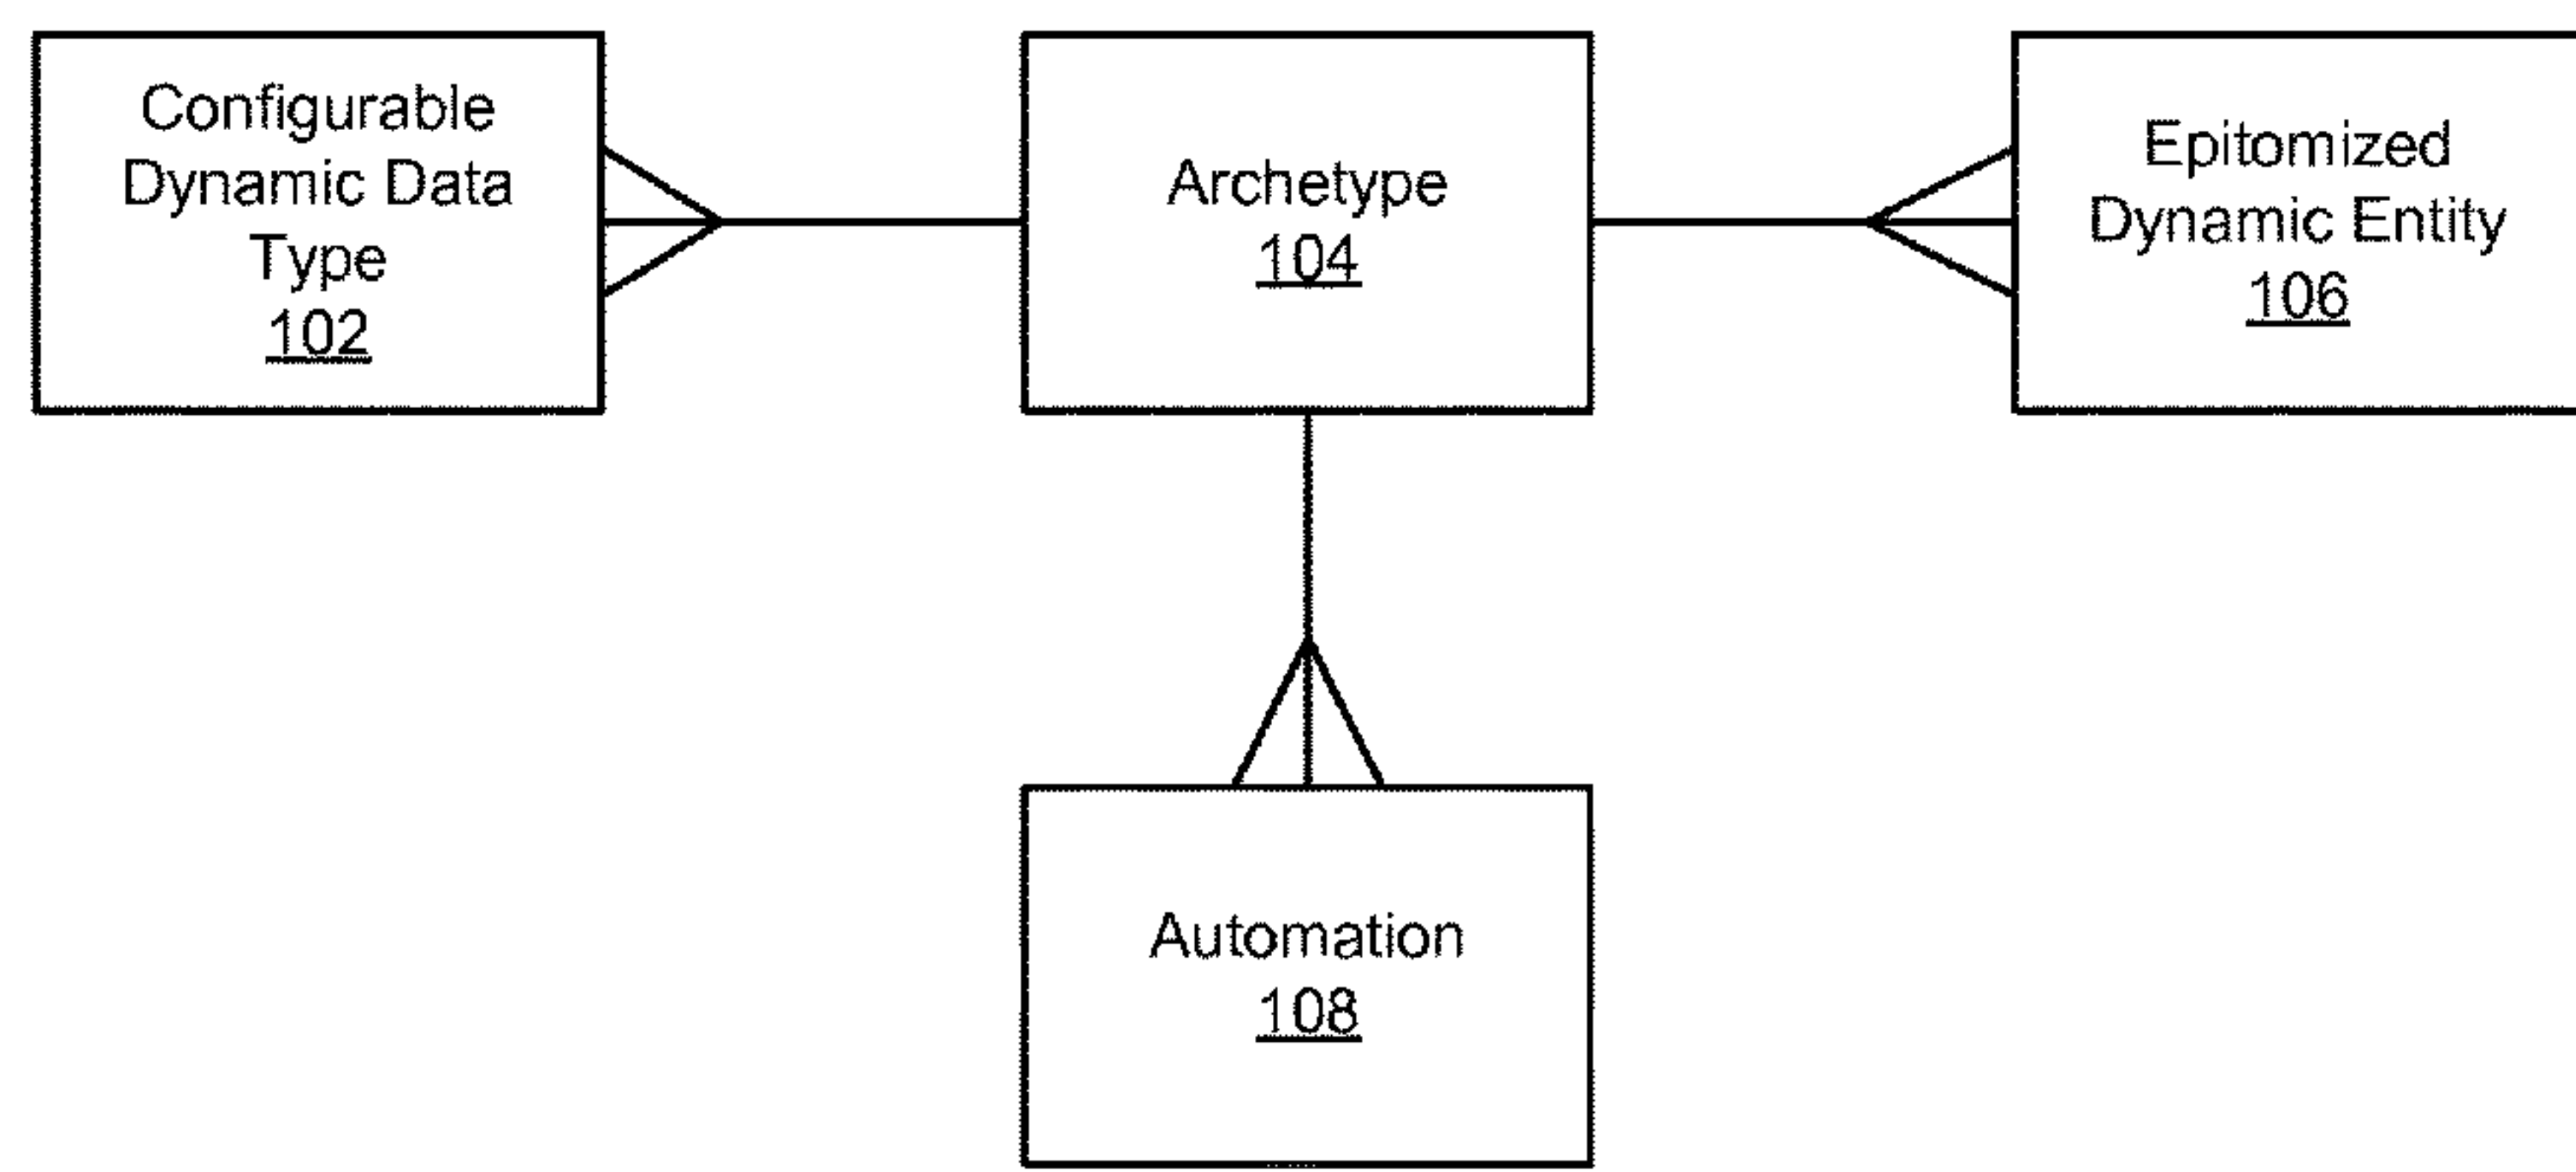 Configurable
Dynamic Data
Type
102
Archetype
104
Epitomized
Dynamic Entity
106
Automation
108